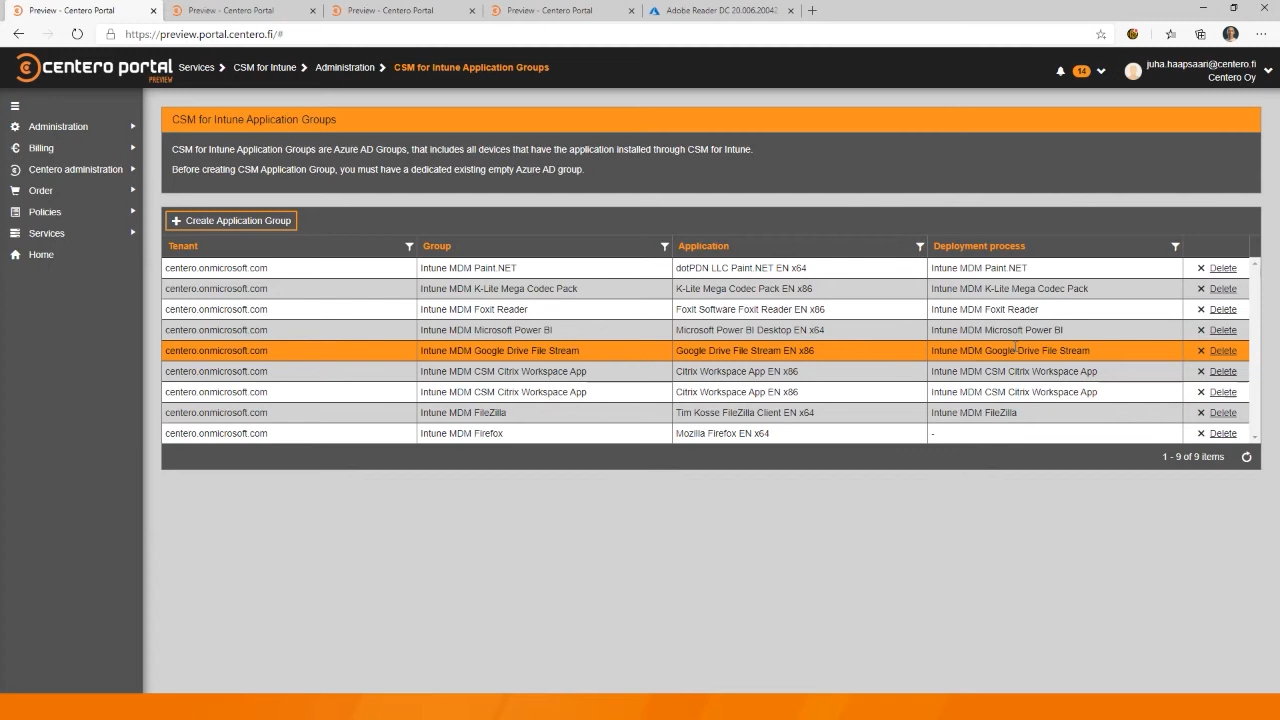 Preview - Centero Portal
Preview - Centero Portal
Preview - Centero Portal
Preview - Centero Portal
Adobe Reader DC 20.006.20042
https://preview.portal.centero.fi/#
centero portal
PREVIEW
Services
CSM for Intune
Administration
CSM for Intune Application Groups
14
juha.haapsaari@centero.fi
Centero Oy
Administration
Billing
Centero administration
Order
Policies
Services
Home
CSM for Intune Application Groups
CSM for Intune Application Groups are Azure AD Groups, that includes all devices that have the application installed through CSM for Intune.
Before creating CSM Application Group, you must have a dedicated existing empty Azure AD group.
Create Application Group
Tenant Group Application Deployment process
centero.onmicrosoft.com Intune MDM Paint.NET dotPDN LLC Paint.NET EN x64 Intune MDM Paint.NET Delete
centero.onmicrosoft.com Intune MDM K-Lite Mega Codec Pack K-Lite Mega Codec Pack EN x86 Intune MDM K-Lite Mega Codec Pack Delete
centero.onmicrosoft.com Intune MDM Foxit Reader Foxit Software Foxit Reader EN x86 Intune MDM Foxit Reader Delete
centero.onmicrosoft.com Intune MDM Microsoft Power BI Microsoft Power BI Desktop EN x64 Intune MDM Microsoft Power BI Delete
centero.onmicrosoft.com Intune MDM Google Drive File Stream Google Drive File Stream EN x86 Intune MDM Google Drive File Stream Delete
centero.onmicrosoft.com Intune MDM CSM Citrix Workspace App Citrix Workspace App EN x86 Intune MDM CSM Citrix Workspace App Delete
centero.onmicrosoft.com Intune MDM CSM Citrix Workspace App Citrix Workspace App EN x86 Intune MDM CSM Citrix Workspace App Delete
centero.onmicrosoft.com Intune MDM FileZilla Tim Kosse FileZilla Client EN x64 Intune MDM FileZilla Delete
centero.onmicrosoft.com Intune MDM Firefox Mozilla Firefox EN x64 - Delete
1 - 9 of 9 items